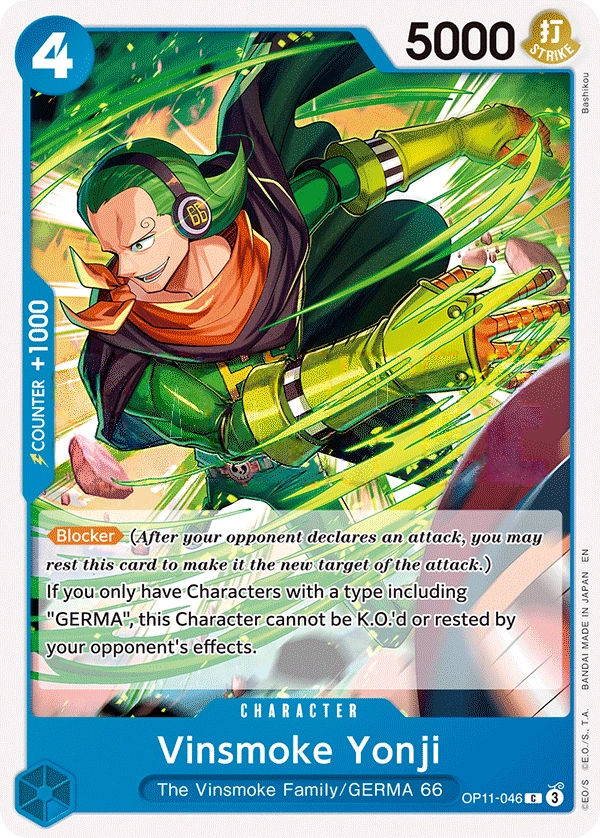 4
5000
打
STRIKE
Bashikou
66
COUNTER +1000
Blocker (After your opponent declares an attack, you may
rest this card to make it the new target of the attack.)
If you only have Characters with a type including
"GERMA", this Character cannot be K.O.'d or rested by
your opponent's effects.
CHARACTER
Vinsmoke Yonji
The Vinsmoke Family/GERMA 66
OP11-046 C 3
©E.O/S ©E.O./S., T.A. BANDAI MADE IN JAPAN EN